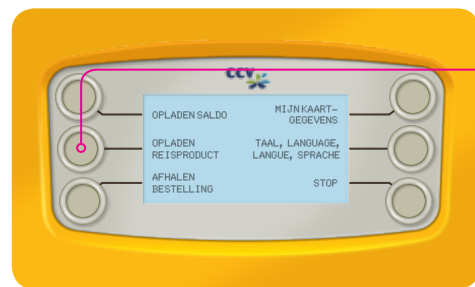 CCV
OPLADEN SALDO
MIJN KAART-
GEGEVENS
OPLADEN
REISPRODUCT
TAAL, LANGUAGE,
LANGUE, SPRACHE
AFHALEN
BESTELLING
STOP